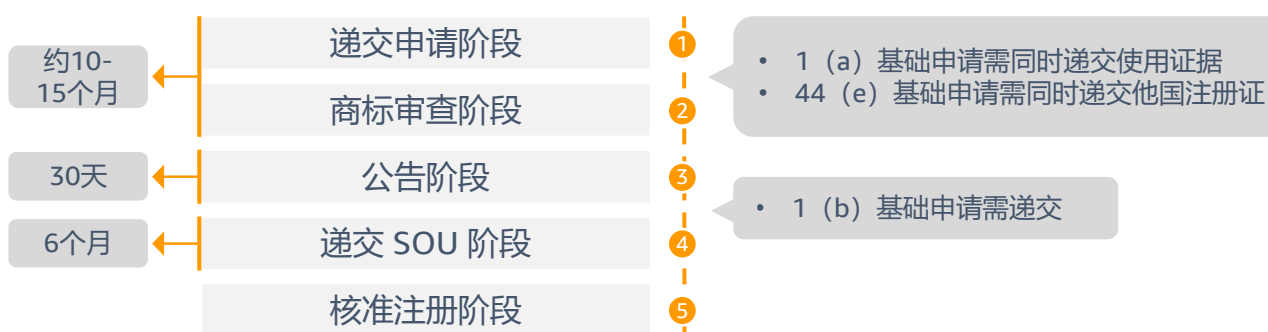 约10-
15个月
递交申请阶段
1
• 1（a）基础申请需同时递交使用证据
• 44（e）基础申请需同时递交他国注册证
商标审查阶段
2
30天
公告阶段
3
• 1（b）基础申请需递交
6个月
递交 SOU 阶段
4
核准注册阶段
5